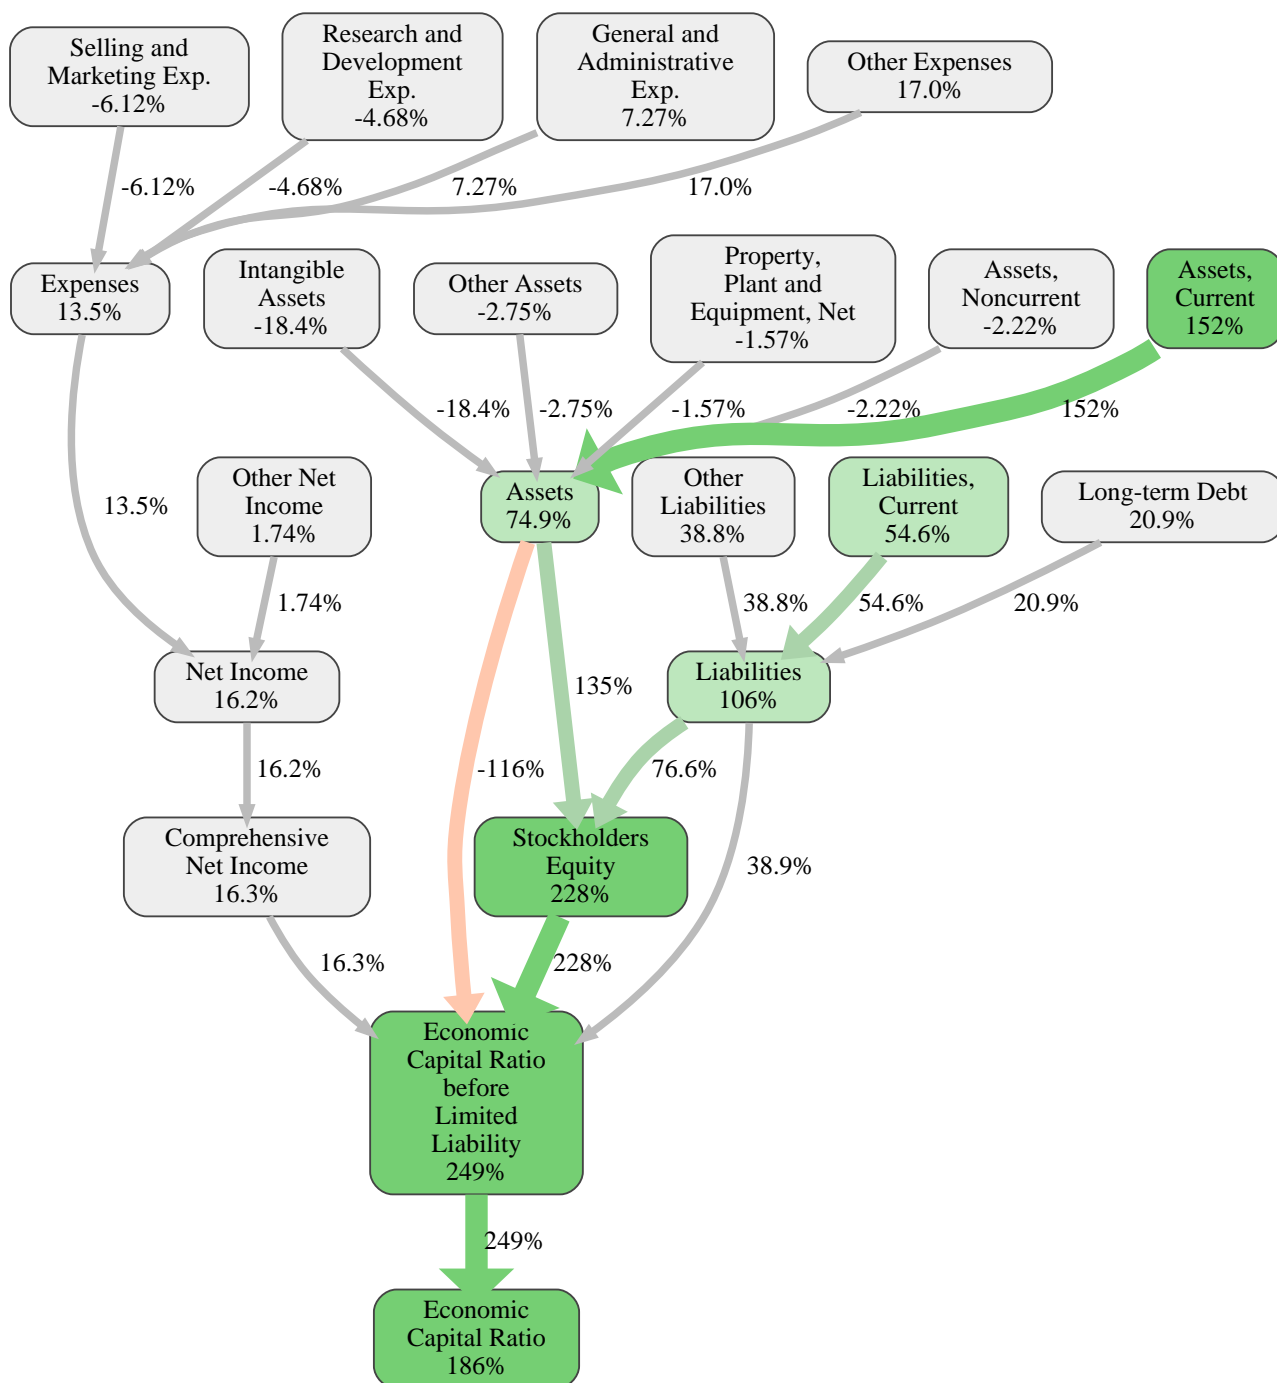 Selling and
Marketing Exp.
-6.12%
Research and
Development
Exp.
-4.68%
General and
Administrative
Exp.
7.27%
Other Expenses
17.0%
-6.12%
-4.68%
7.27%
17.0%
Expenses
13.5%
Intangible
Assets
-18.4%
Other Assets
-2.75%
Property,
Plant and
Equipment, Net
-1.57%
Assets,
Noncurrent
-2.22%
Assets,
Current
152%
-18.4%
-2.75%
-1.57%
-2.22%
152%
13.5%
Other Net
Income
1.74%
Assets
74.9%
Other
Liabilities
38.8%
Liabilities,
Current
54.6%
Long-term Debt
20.9%
1.74%
38.8%
54.6%
20.9%
Net Income
16.2%
135%
Liabilities
106%
16.2%
-116%
76.6%
Comprehensive
Net Income
16.3%
Stockholders
Equity
228%
38.9%
16.3%
228%
Economic
Capital Ratio
before
Limited
Liability
249%
249%
Economic
Capital Ratio
186%